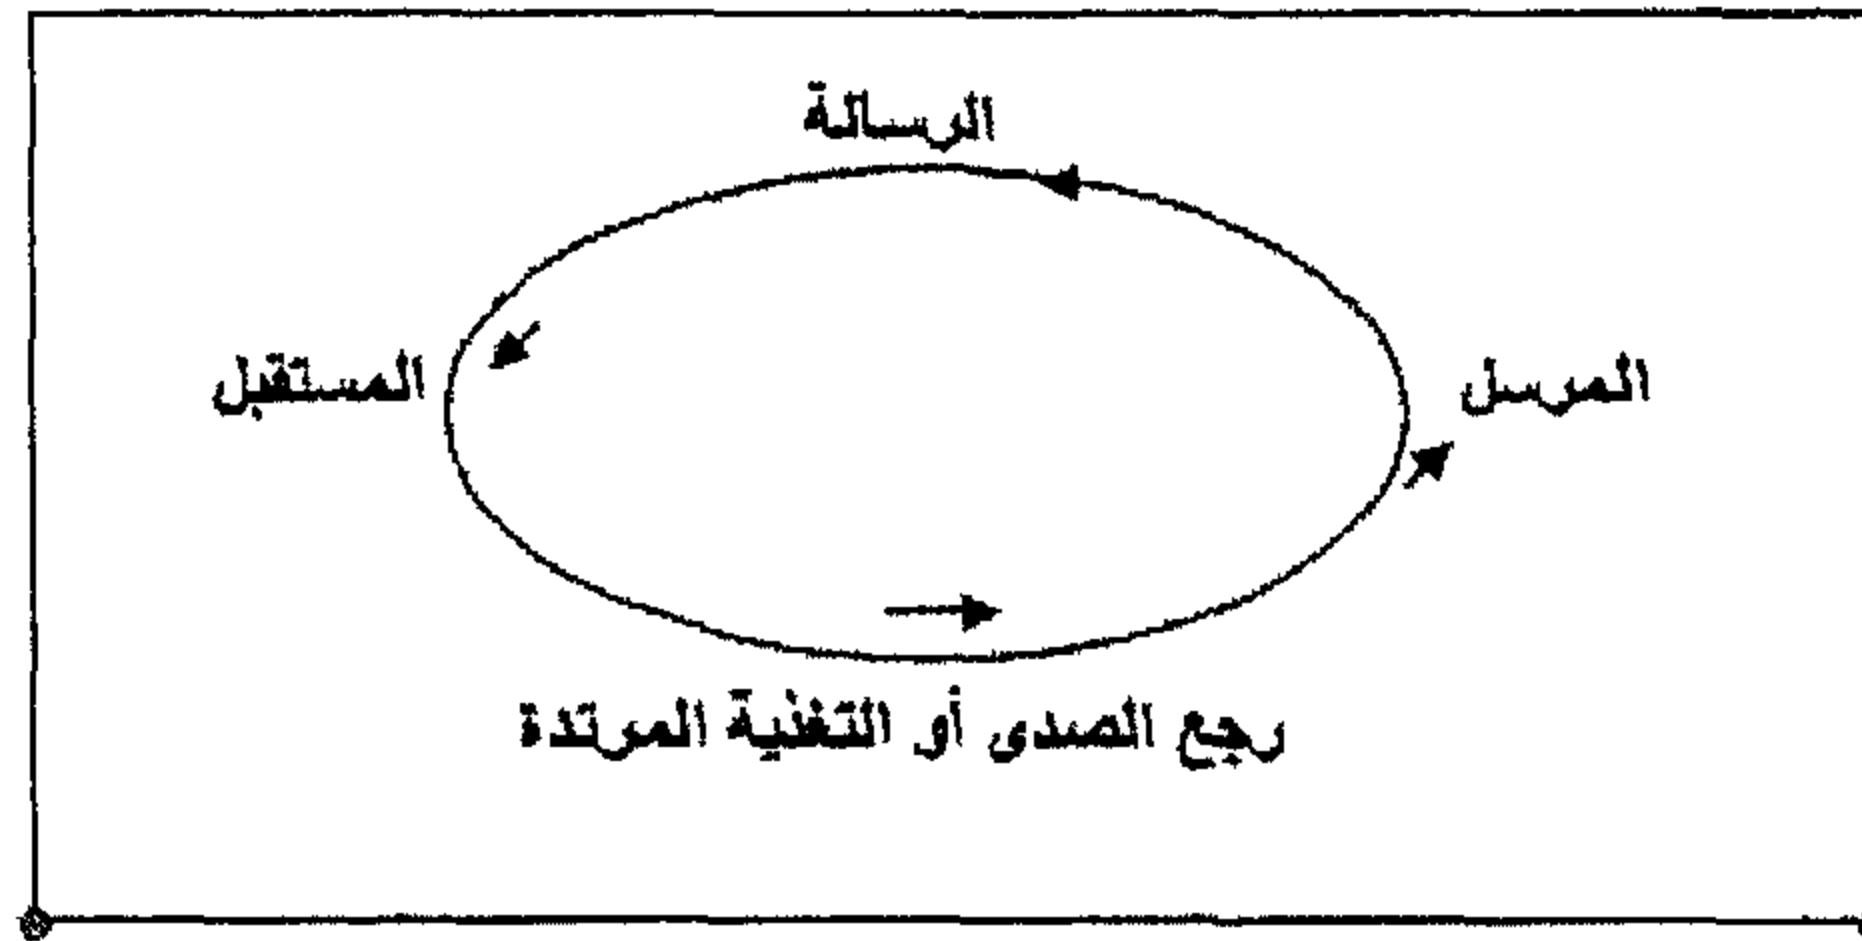 الرسالة
المرسل
المستقبل
رجع الصدى أو التغذية المرتدة